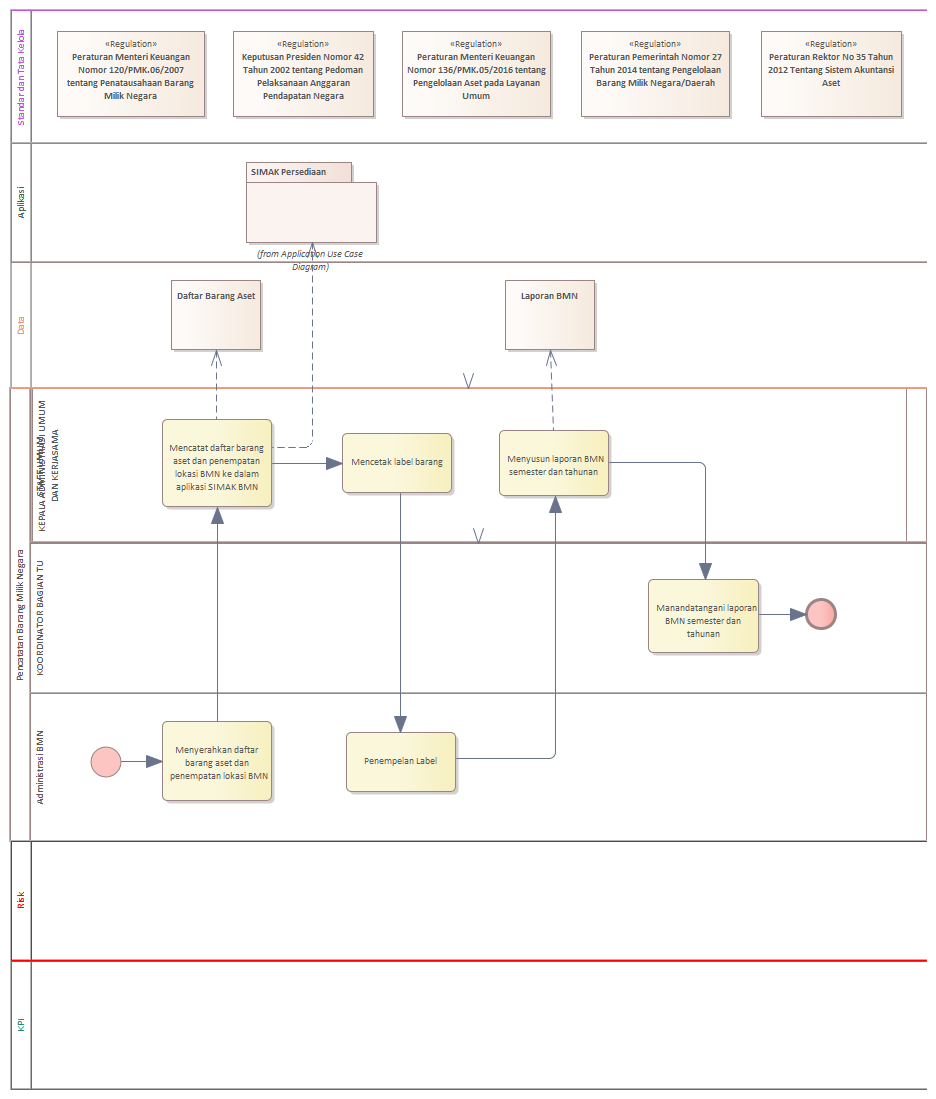 Standar dan Tata Kelola
«Regulation»
Peraturan Menteri Keuangan
Nomor 120/PMK.06/2007
tentang Penatausahaan Barang
Milik Negara
«Regulation»
Keputusan Presiden Nomor 42
Tahun 2002 tentang Pedoman
Pelaksanaan Anggaran
Pendapatan Negara
«Regulation»
Peraturan Menteri Keuangan
No 136/PMK.05/2016 tentang
Pengelolaan Aset pada Layanan
Umum
«Regulation»
Peraturan Pemerintah Nomor 27
Tahun 2014 tentang Pengelolaan
Barang Milik Negara/Daerah
«Regulation»
Peraturan Rektor No 35 Tahun
2012 Tentang Sistem Akuntansi
Aset
Aplikasi
SIMAK Persediaan
(from Application Use Case
Diagram)
Data
Daftar Barang Aset
Laporan BMN
Pencatatan Barang Milik Negara
KEPALA ADMINISTRASI UMUM
DAN KERJASAMA
Mencatat daftar barang
aset dan penempatan
lokasi BMN ke dalam
aplikasi SIMAK BMN
Mencetak label barang
Menyusun laporan BMN
semester dan tahunan
KOORDINATOR BAGIAN TU
Manandatangani laporan
BMN semester dan
tahunan
Administrasi BMN
Menyerahkan daftar
barang aset dan
penempatan lokasi BMN
Penempelan Label
Risk
KPI